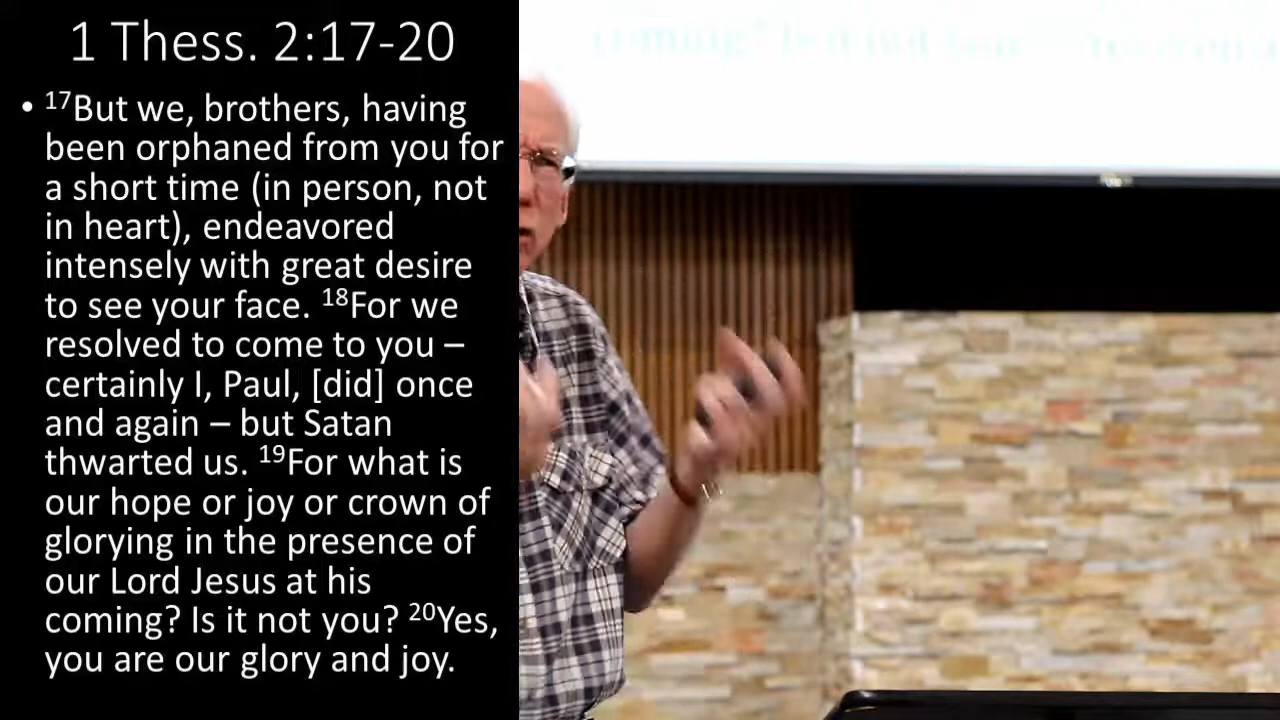 1 Thess. 2:17-20
• ¹⁷But we, brothers, having
been orphaned from you for
a short time (in person, not
in heart), endeavored
intensely with great desire
to see your face. ¹⁸For we
resolved to come to you –
certainly I, Paul, [did] once
and again – but Satan
thwarted us. ¹⁹For what is
our hope or joy or crown of
glorying in the presence of
our Lord Jesus at his
coming? Is it not you? ²⁰Yes,
you are our glory and joy.